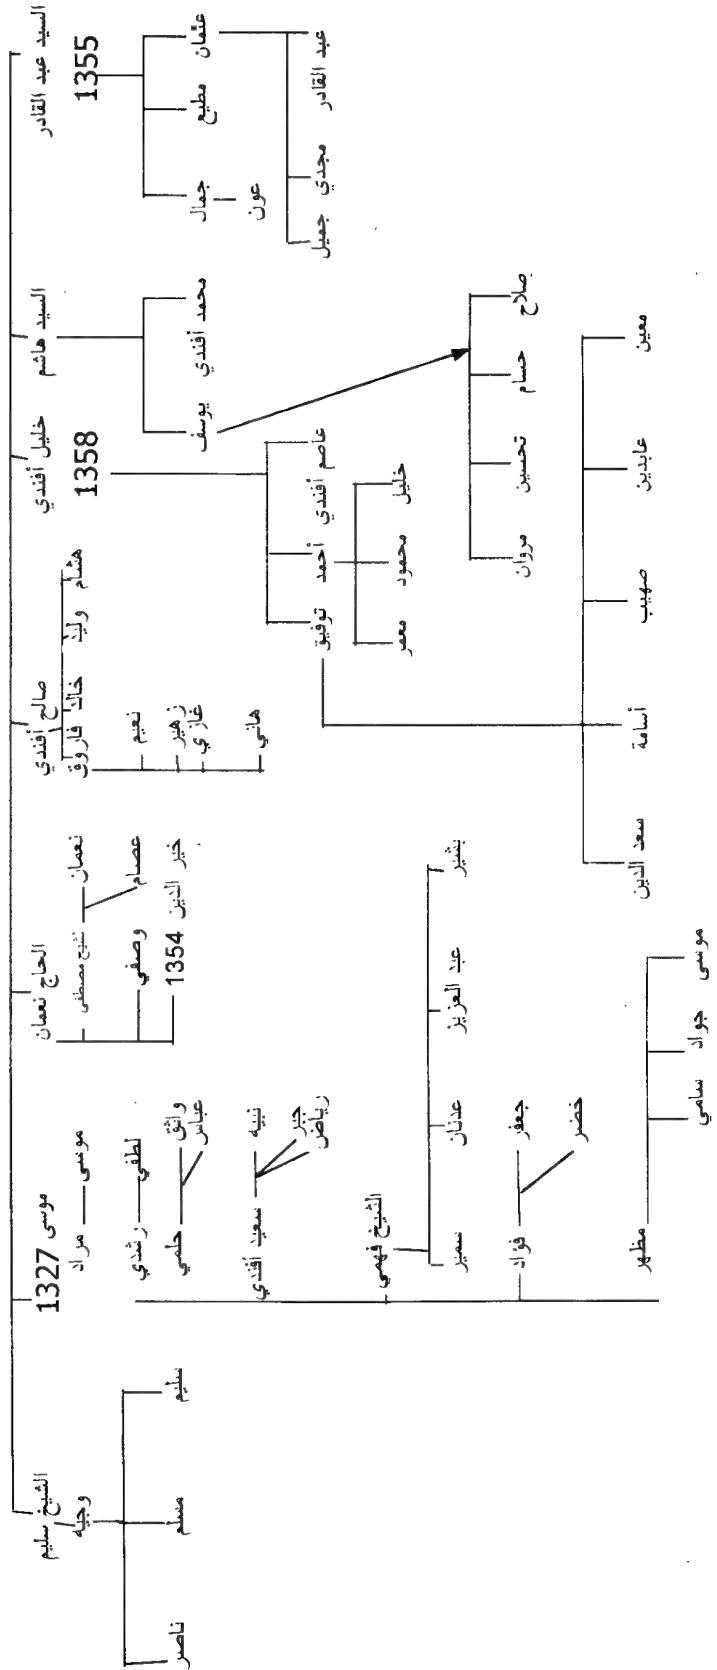 السيد عبد القادر
1355
عثمان
مطيع
جمال
عون
عبد القادر
مجدي
جميل
السيد هاشم
محمد أفندي
يوسف
صلاح
حسام
تحسين
مروان
خليل أفندي
1358
عاصم أفندي
أحمد
توفيق
خليل
محمود
معمر
معين
عابدين
صهيب
أسامة
سعد الدين
صالح أفندي
هشام
وليد
خالد
فاروق
نعيم
زهير
غازي
هاني
الحاج نعمان
الشيخ مصطفى
نعمان
عصام
وصفي
خير الدين 1354
موسى 1327
مراد
موسى
رشدي
لطفي
حلمي
واثق
عباس
سعيد أفندي
نبيه
رياض
الشيخ فهمي
بشير
عبد العزيز
عدنان
سمير
فؤاد
جعفر
خضر
مظهر
موسى
جواد
سامي
الشيخ سليم
وجيه
سليم
مسلم
ناصر